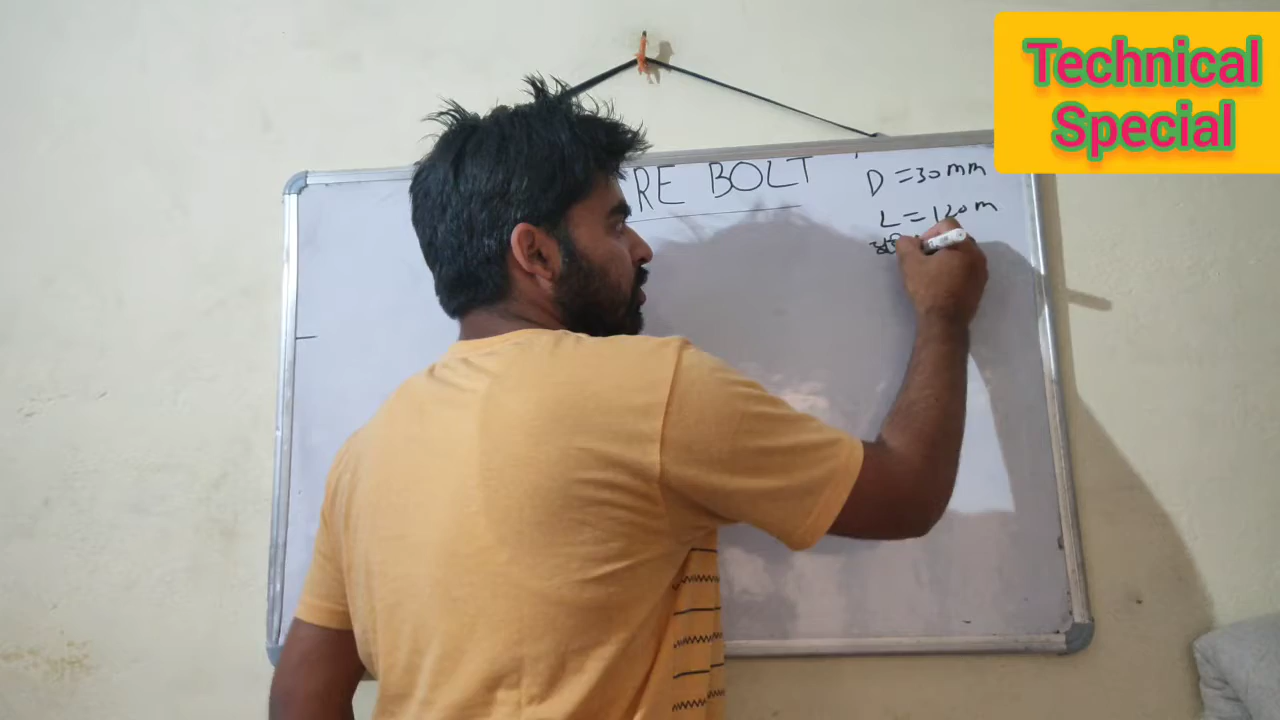 Technical
Special
RE BOLT
D = 30 mm
L = 120 m